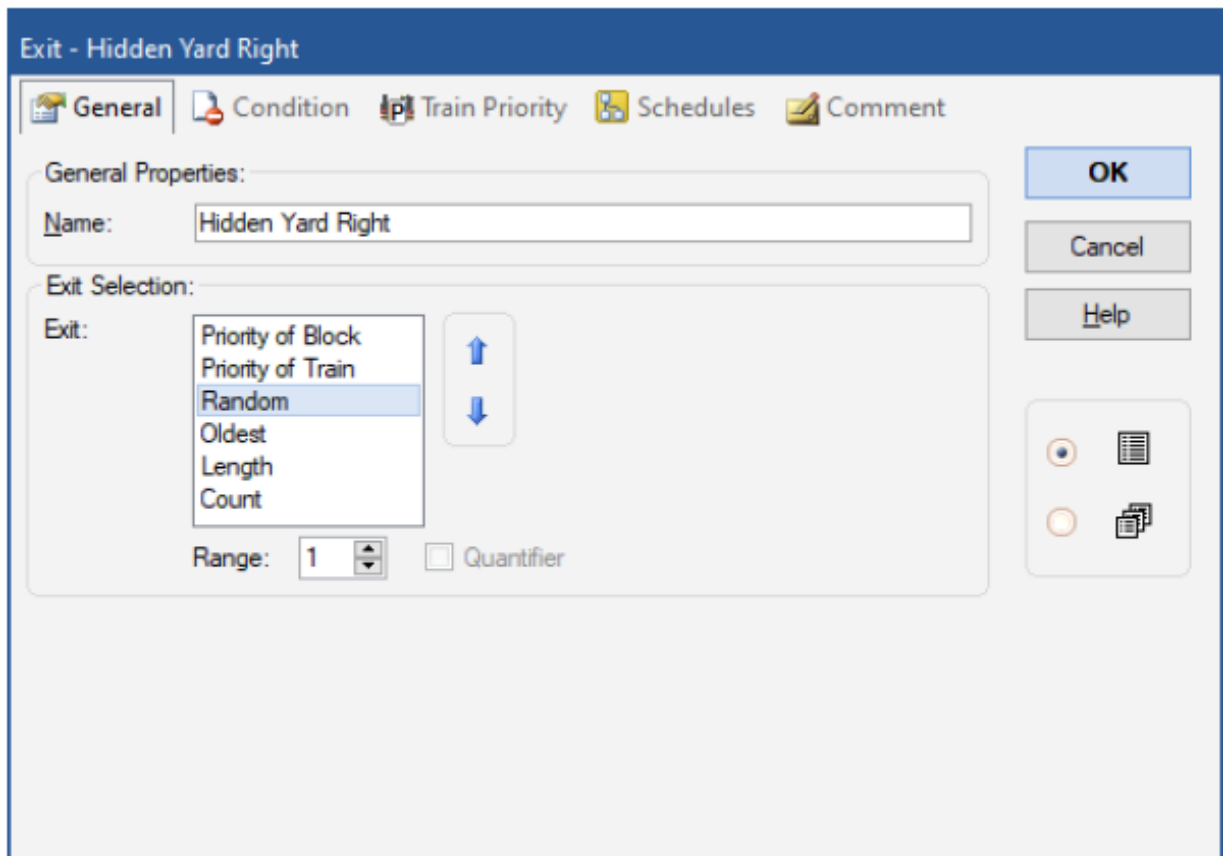 Exit - Hidden Yard Right
General Condition Train Priority Schedules Comment
General Properties:
Name: Hidden Yard Right
OK
Cancel
Help
Exit Selection:
Exit:
Priority of Block
Priority of Train
Random
Oldest
Length
Count
Range: 1 Quantifier